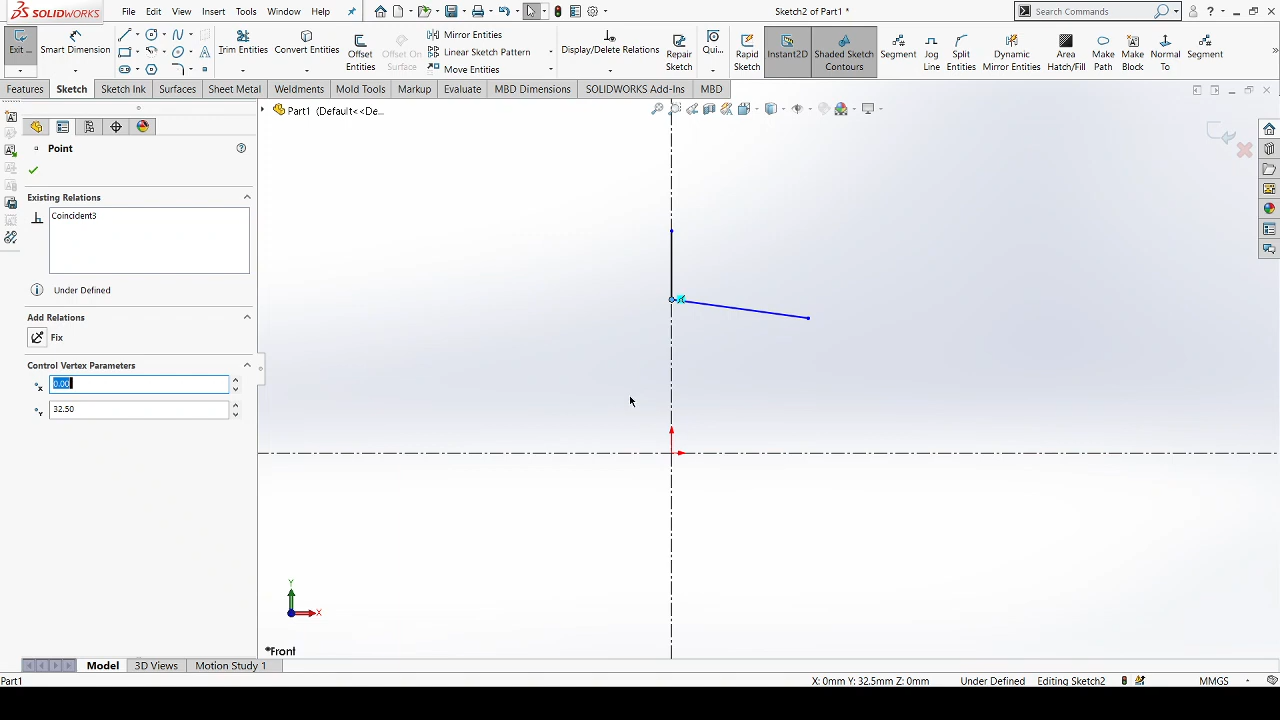 SOLIDWORKS
File Edit View Insert Tools Window
Sketch2 of Part1 *
Search Commands
Exit ... Smart Dimension Trim Entities Convert Entities Offset Entities Offset On Surface Mirror Entities Linear Sketch Pattern Move Entities Display/Delete Relations Repair Sketch Qui... Rapid Sketch Instant2D Shaded Sketch Contours Segment Jog Line Split Entities Dynamic Mirror Entities Area Hatch/Fill Make Path Make Block Normal To Segment
Features Sketch Sketch Ink Surfaces Sheet Metal Weldments Mold Tools Markup Evaluate MBD Dimensions SOLIDWORKS Add-Ins MBD
Part1 (Default<<De...
Point
Existing Relations
Coincident3
Under Defined
Add Relations
Fix
Control Vertex Parameters
X 0.00
Y 32.50
Y
X
*Front
Model 3D Views Motion Study 1
Part1 X: 0mm Y: 32.5mm Z: 0mm Under Defined Editing Sketch2 MMGS